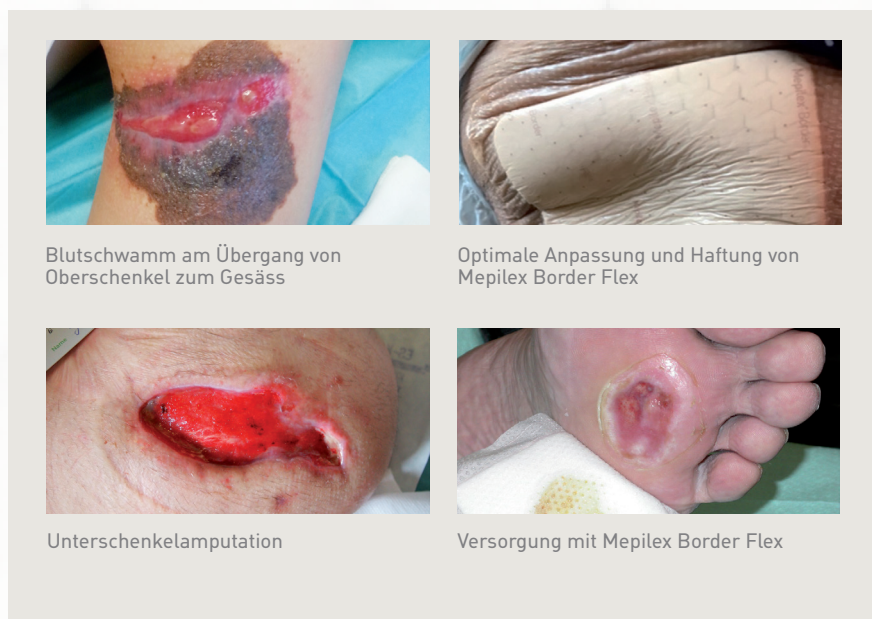 Blutschwamm am Übergang von
Oberschenkel zum Gesäss
Optimale Anpassung und Haftung von
Mepilex Border Flex
Unterschenkelamputation
Versorgung mit Mepilex Border Flex